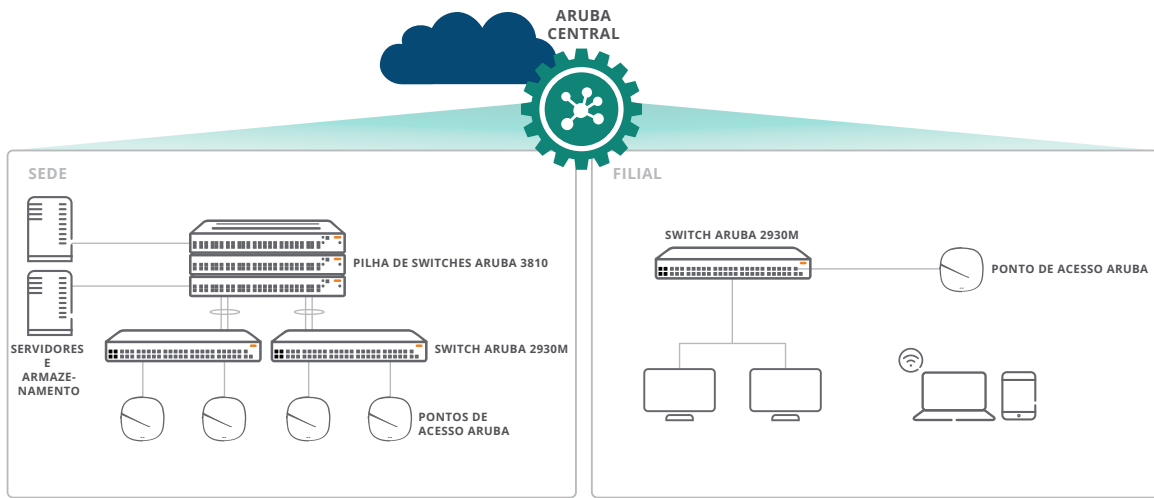 ARUBA
CENTRAL
SEDE
PILHA DE SWITCHES ARUBA 3810
SWITCH ARUBA 2930M
SERVIDORES
E
ARMAZE-
NAMENTO
PONTOS DE
ACESSO ARUBA
FILIAL
SWITCH ARUBA 2930M
PONTO DE ACESSO ARUBA